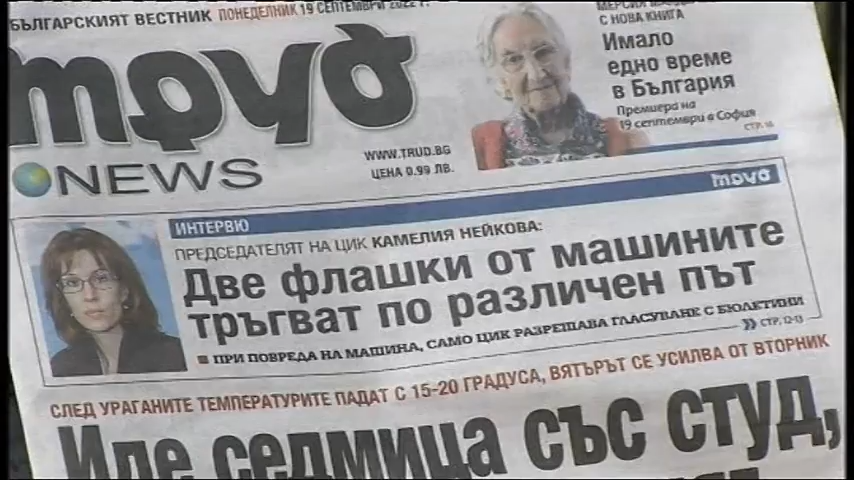 БЪЛГАРСКИЯТ ВЕСТНИК ПОНЕДЕЛНИК 19 СЕПТЕМВРИ 2022 г.
труд
NEWS
WWW.TRUD.BG
ЦЕНА 0.99 ЛВ.
С НОВА КНИГА
Имало
едно време
в България
Премиера на
19 септември в София
СТР. 16
труд
ИНТЕРВЮ
ПРЕДСЕДАТЕЛЯТ НА ЦИК КАМЕЛИЯ НЕЙКОВА:
Две флашки от машините
тръгват по различен път
■ ПРИ ПОВРЕДА НА МАШИНА, САМО ЦИК РАЗРЕШАВА ГЛАСУВАНЕ С БЮЛЕТИНИ
СТР. 12-13
СЛЕД УРАГАНИТЕ ТЕМПЕРАТУРИТЕ ПАДАТ С 15-20 ГРАДУСА, ВЯТЪРЪТ СЕ УСИЛВА ОТ ВТОРНИК
Иде седмица със студ,